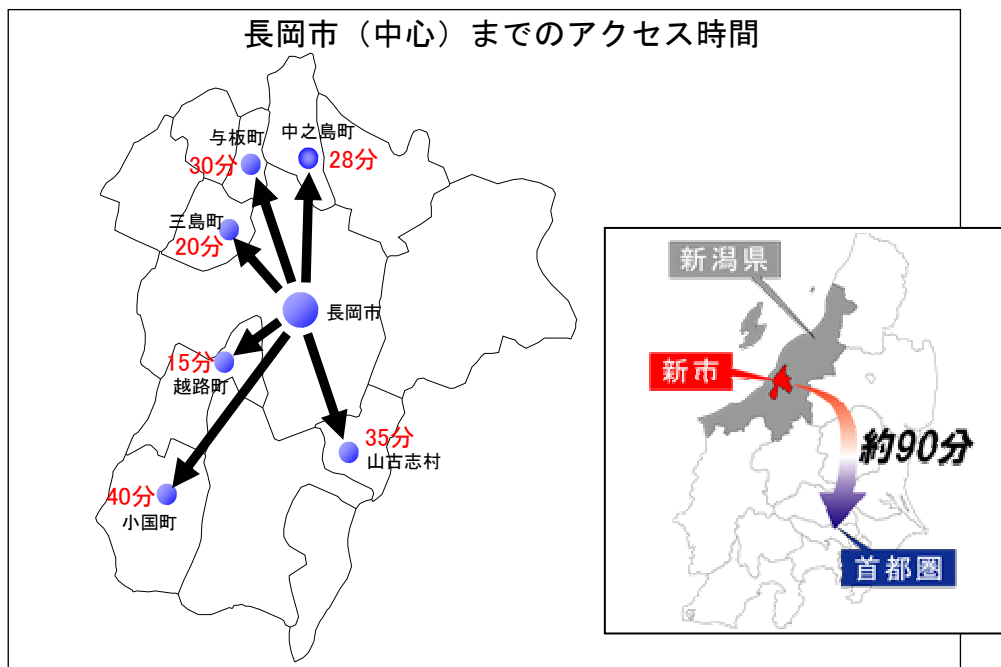 長岡市（中心）までのアクセス時間
与板町
30分
中之島町
28分
三島町
20分
長岡市
15分
越路町
35分
山古志村
40分
小国町
新潟県
新市
約90分
首都圏